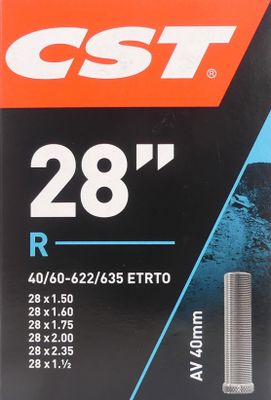 CST®
28"
R
40/60-622/635 ETRTO
28 x 1.50
28 x 1.60
28 x 1.75
28 x 2.00
28 x 2.35
28 x 1.½
AV 40mm